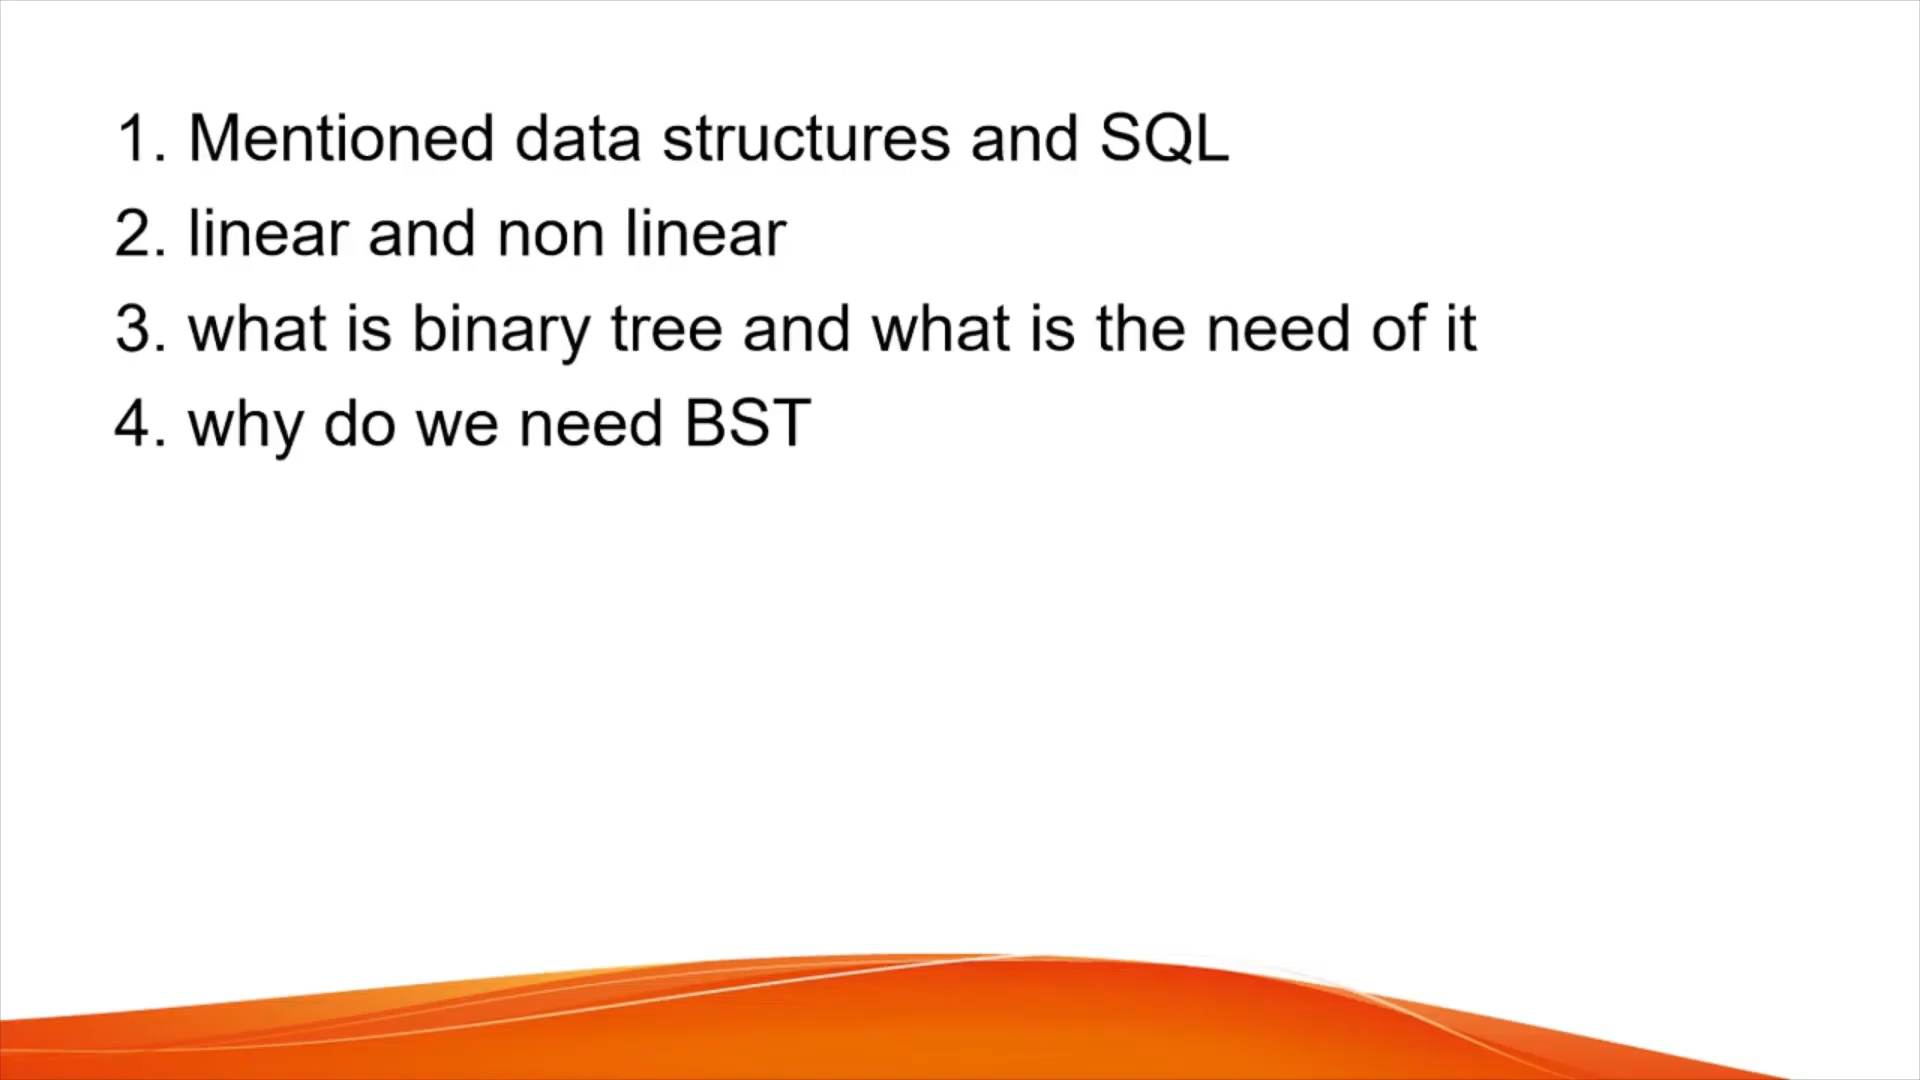 1. Mentioned data structures and SQL
2. linear and non linear
3. what is binary tree and what is the need of it
4. why do we need BST